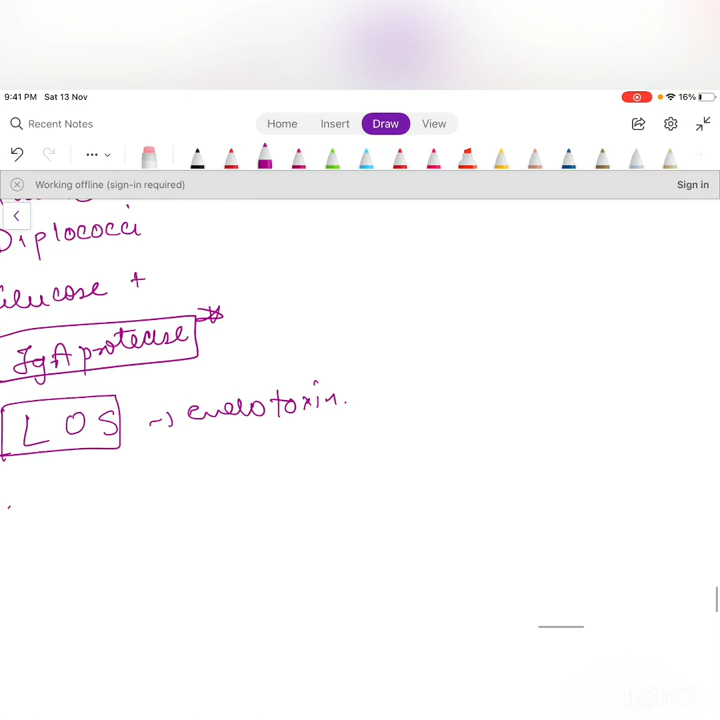 9:41 PM Sat 13 Nov 16%
Recent Notes Home Insert Draw View
Working offline (sign-in required) Sign in
Diplococci
Glucose +
IgA protease
LOS → endotoxin.
InShOt